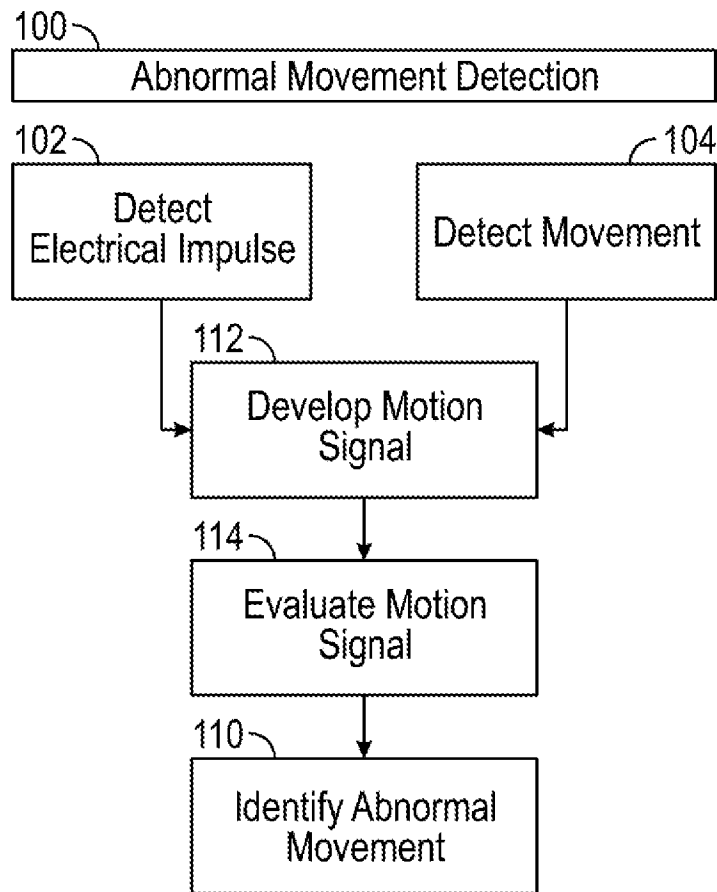 100
Abnormal Movement Detection
102
Detect
Electrical Impulse
104
Detect Movement
112
Develop Motion
Signal
114
Evaluate Motion
Signal
110
Identify Abnormal
Movement